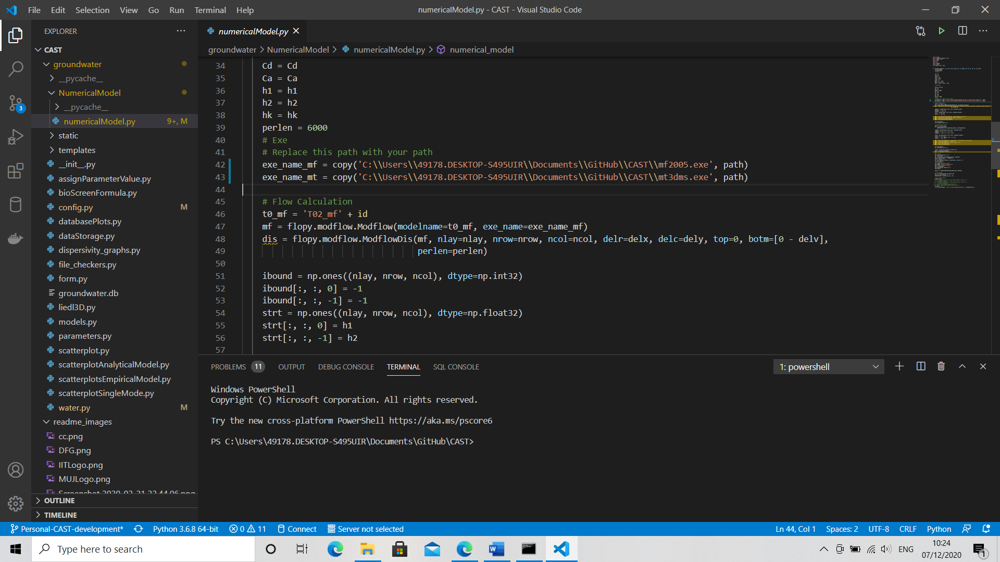 File Edit Selection View Go Run Terminal Help
numericalModel.py - CAST - Visual Studio Code
EXPLORER
CAST
groundwater
__pycache__
NumericalModel
__pycache__
numericalModel.py 9+, M
static
templates
__init__.py
assignParameterValue.py
bioScreenFormula.py
config.py M
databasePlots.py
dataStorage.py
dispersivity_graphs.py
file_checkers.py
form.py
groundwater.db
liedl3D.py
models.py
parameters.py
scatterplot.py
scatterplotAnalyticalModel.py
scatterplotsEmpiricalModel.py
scatterplotSingleMode.py
water.py M
readme_images
cc.png
DFG.png
IITLogo.png
MUJLogo.png
Screenshot 2020-02-21 22.44.06.png
OUTLINE
TIMELINE
3
numericalModel.py
groundwater > NumericalModel > numericalModel.py > numerical_model
34 Cd = Cd
35 Ca = Ca
36 h1 = h1
37 h2 = h2
38 hk = hk
39 perlen = 6000
40 # Exe
41 # Replace this path with your path
42 exe_name_mf = copy('C:\\Users\\49178.DESKTOP-S495UIR\\Documents\\GitHub\\CAST\\mf2005.exe', path)
43 exe_name_mt = copy('C:\\Users\\49178.DESKTOP-S495UIR\\Documents\\GitHub\\CAST\\mt3dms.exe', path)
44
45 # Flow Calculation
46 t0_mf = 'T02_mf' + id
47 mf = flopy.modflow.Modflow(modelname=t0_mf, exe_name=exe_name_mf)
48 dis = flopy.modflow.ModflowDis(mf, nlay=nlay, nrow=nrow, ncol=ncol, delr=delx, delc=dely, top=0, botm=[0 - delv],
49 perlen=perlen)
50
51 ibound = np.ones((nlay, nrow, ncol), dtype=np.int32)
52 ibound[:, :, 0] = -1
53 ibound[:, :, -1] = -1
54 strt = np.ones((nlay, nrow, ncol), dtype=np.float32)
55 strt[:, :, 0] = h1
56 strt[:, :, -1] = h2
57
PROBLEMS 11 OUTPUT DEBUG CONSOLE TERMINAL SQL CONSOLE
1: powershell
Windows PowerShell
Copyright (C) Microsoft Corporation. All rights reserved.
Try the new cross-platform PowerShell https://aka.ms/pscore6
PS C:\Users\49178.DESKTOP-S495UIR\Documents\GitHub\CAST>
Personal-CAST-development* Python 3.6.8 64-bit 0 11 Connect Server not selected
Ln 44, Col 1 Spaces: 2 UTF-8 CRLF Python
Type here to search
ENG
10:24
07/12/2020
1